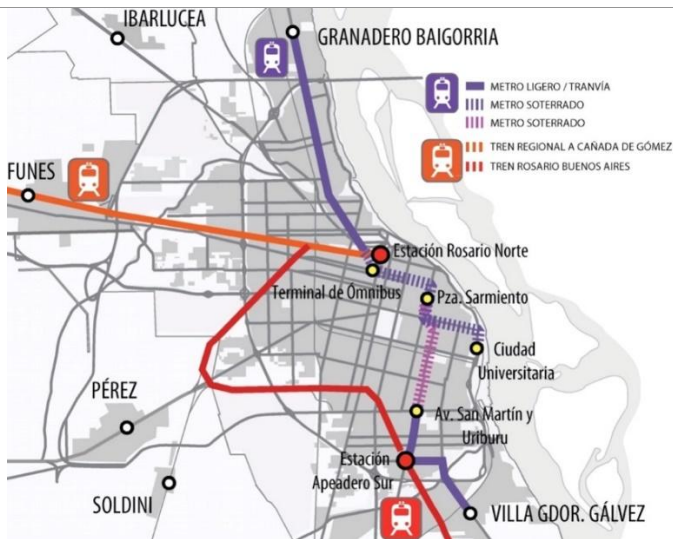 IBARLUCEA
GRANADERO BAIGORRIA
METRO LIGERO / TRANVÍA
METRO SOTERRADO
METRO SOTERRADO
TREN REGIONAL A CAÑADA DE GÓMEZ
TREN ROSARIO BUENOS AIRES
FUNES
Estación Rosario Norte
Terminal de Ómnibus
Pza. Sarmiento
Ciudad
Universitaria
PÉREZ
Av. San Martín y
Uriburu
Estación
Apeadero Sur
SOLDINI
VILLA GDOR. GÁLVEZ